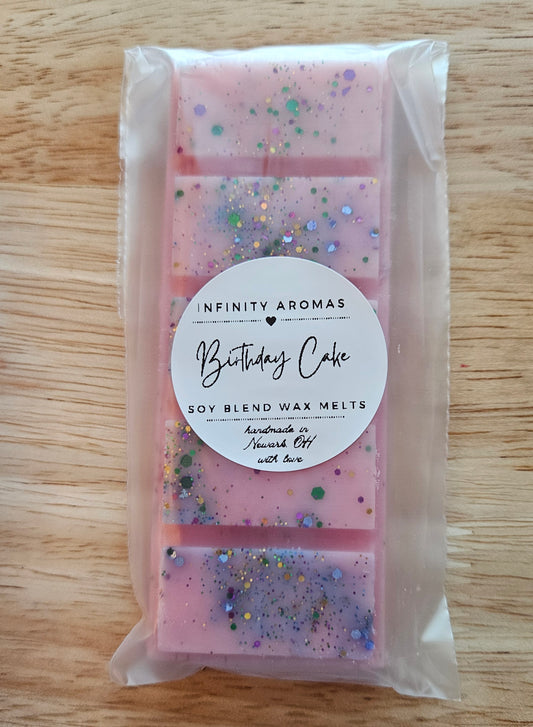 INFINITY AROMAS
Birthday Cake
SOY BLEND WAX MELTS
handmade in
Newark, OH
with love